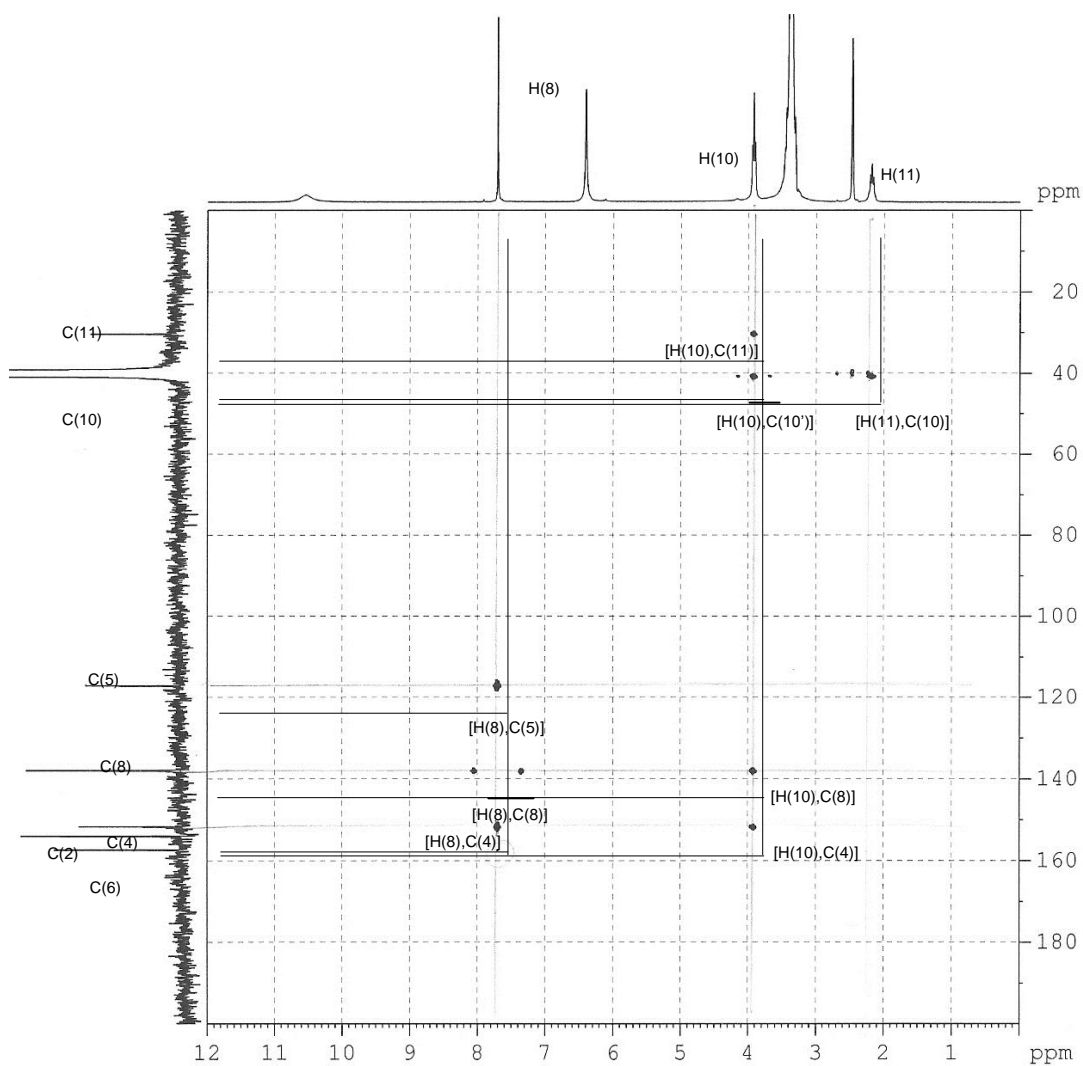 H(8)
H(10)
H(11)
ppm
C(11)
20
[H(10),C(11)]
40
C(10)
[H(10),C(10')]
[H(11),C(10)]
60
80
100
C(5)
120
[H(8),C(5)]
C(8)
140
[H(10),C(8)]
[H(8),C(8)]
C(4)
[H(8),C(4)]
C(2)
[H(10),C(4)]
160
C(6)
180
12 11 10 9 8 7 6 5 4 3 2 1 ppm